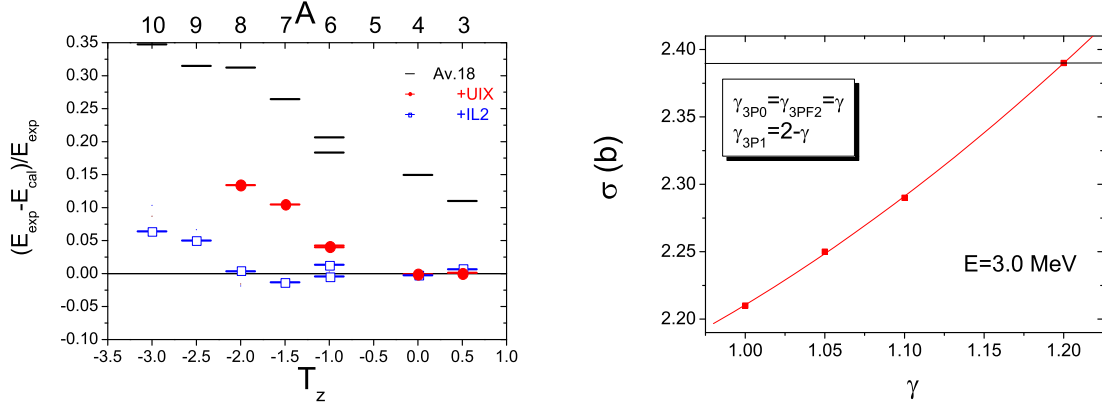 A
10 9 8 7 6 5 4 3
0.35
0.30
0.25
0.20
0.15
0.10
0.05
0.00
-0.05
-0.10
(E_exp-E_cal)/E_exp
Av.18
+UIX
+IL2
-3.5 -3.0 -2.5 -2.0 -1.5 -1.0 -0.5 0.0 0.5 1.0
T_z
2.40
2.30
2.25
2.20
σ (b)
γ_3P0=γ_3PF2=γ
γ_3P1=2-γ
E=3.0 MeV
1.00 1.05 1.10 1.15 1.20
γ